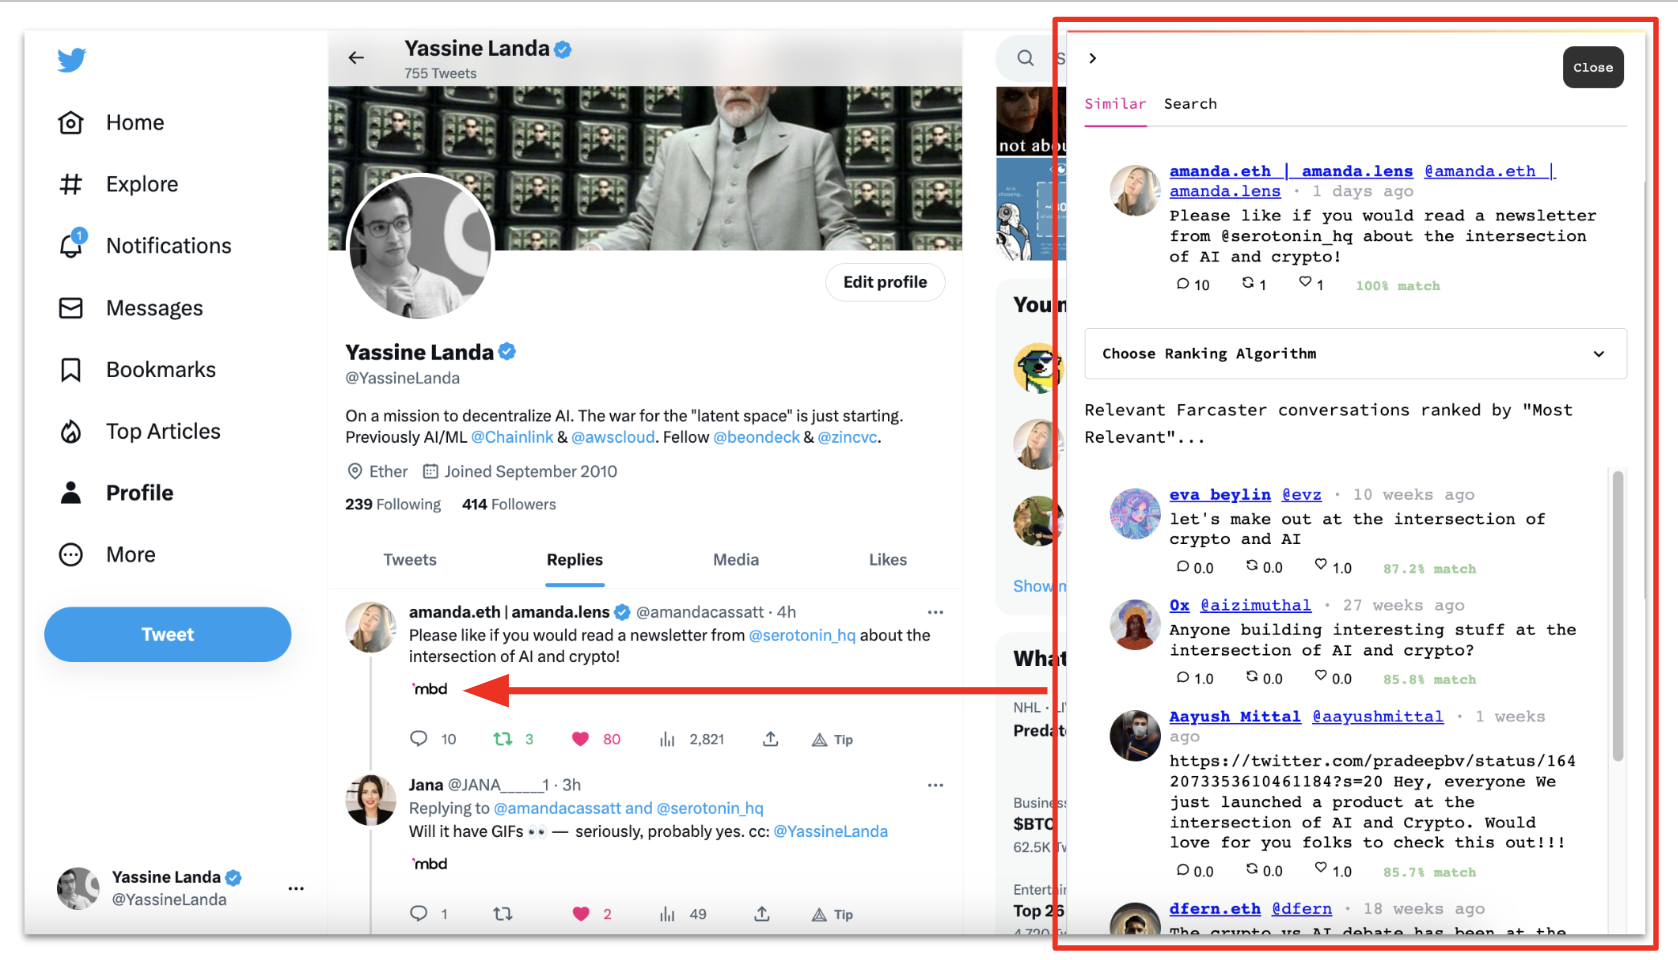 Home
Explore
1
Notifications
Messages
Bookmarks
Top Articles
Profile
More
Tweet
Yassine Landa
@YassineLanda
Yassine Landa
755 Tweets
Edit profile
Yassine Landa
@YassineLanda
On a mission to decentralize AI. The war for the "latent space" is just starting.
Previously AI/ML @Chainlink & @awscloud. Fellow @beondeck & @zincvc.
Ether Joined September 2010
239 Following 414 Followers
Tweets Replies Media Likes
amanda.eth | amanda.lens @amandacassatt · 4h
Please like if you would read a newsletter from @serotonin_hq about the
intersection of AI and crypto!
mbd
10 3 80 2,821 Tip
Jana @JANA______1 · 3h
Replying to @amandacassatt and @serotonin_hq
Will it have GIFs 👀 — seriously, probably yes. cc: @YassineLanda
mbd
1 2 49 Tip
S
not abou
You m
Show m
What
NHL · LI
Predat
Business
$BTC
62.5K Tw
Entertain
Top 26
4,720 Tw
Close
Similar Search
amanda.eth | amanda.lens @amanda.eth |
amanda.lens · 1 days ago
Please like if you would read a newsletter
from @serotonin_hq about the intersection
of AI and crypto!
10 1 1 100% match
Choose Ranking Algorithm
Relevant Farcaster conversations ranked by "Most
Relevant"...
eva beylin @evz · 10 weeks ago
let's make out at the intersection of
crypto and AI
0.0 0.0 1.0 87.2% match
0x @aizimuthal · 27 weeks ago
Anyone building interesting stuff at the
intersection of AI and crypto?
1.0 0.0 0.0 85.8% match
Aayush Mittal @aayushmittal · 1 weeks
ago
https://twitter.com/pradeepbv/status/164
2073353610461184?s=20 Hey, everyone We
just launched a product at the
intersection of AI and Crypto. Would
love for you folks to check this out!!!
0.0 0.0 1.0 85.7% match
dfern.eth @dfern · 18 weeks ago
The crypto vs AI debate has been at the